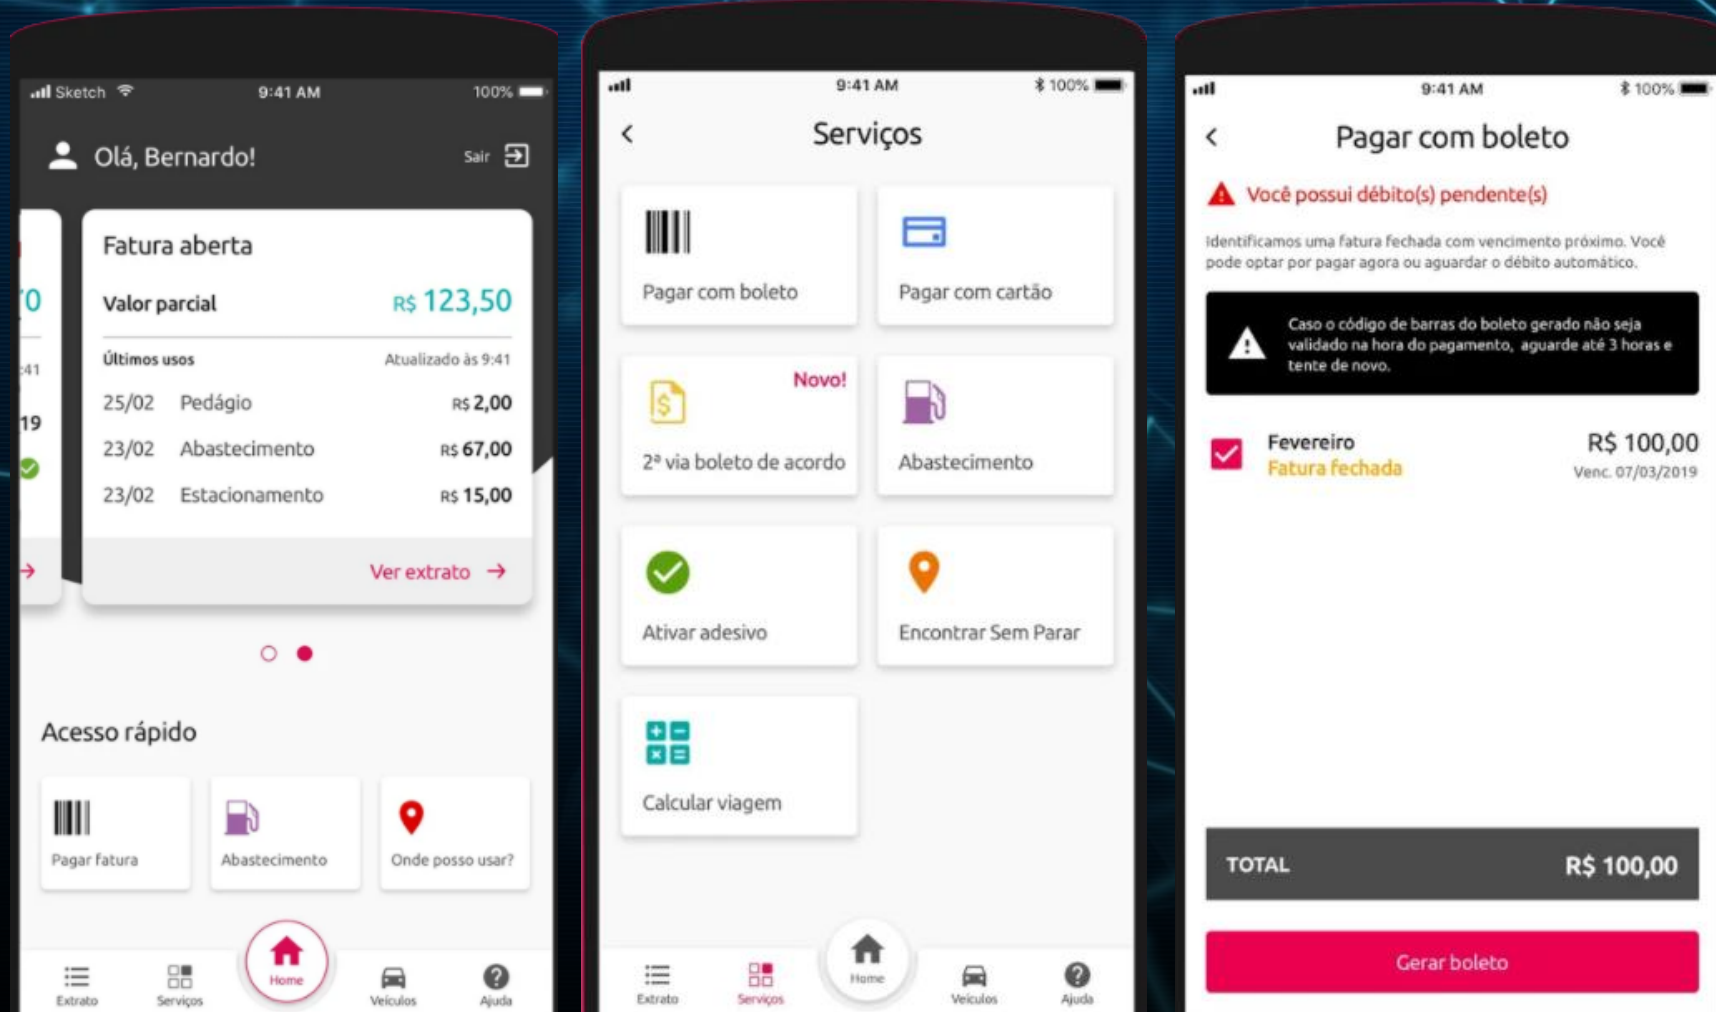 Sketch 9:41 AM 100%
Olá, Bernardo! Sair
Fatura aberta
Valor parcial R$ 123,50
Últimos usos Atualizado às 9:41
25/02 Pedágio R$ 2,00
23/02 Abastecimento R$ 67,00
23/02 Estacionamento R$ 15,00
Ver extrato →
0
:41
19
→
Acesso rápido
Pagar fatura Abastecimento Onde posso usar?
Extrato Serviços Home Veículos Ajuda
9:41 AM 100%
< Serviços
Pagar com boleto Pagar com cartão
Novo!
2ª via boleto de acordo Abastecimento
Ativar adesivo Encontrar Sem Parar
Calcular viagem
Extrato Serviços Home Veículos Ajuda
9:41 AM 100%
< Pagar com boleto
Você possui débito(s) pendente(s)
Identificamos uma fatura fechada com vencimento próximo. Você
pode optar por pagar agora ou aguardar o débito automático.
Caso o código de barras do boleto gerado não seja
validado na hora do pagamento, aguarde até 3 horas e
tente de novo.
Fevereiro R$ 100,00
Fatura fechada Venc. 07/03/2019
TOTAL R$ 100,00
Gerar boleto